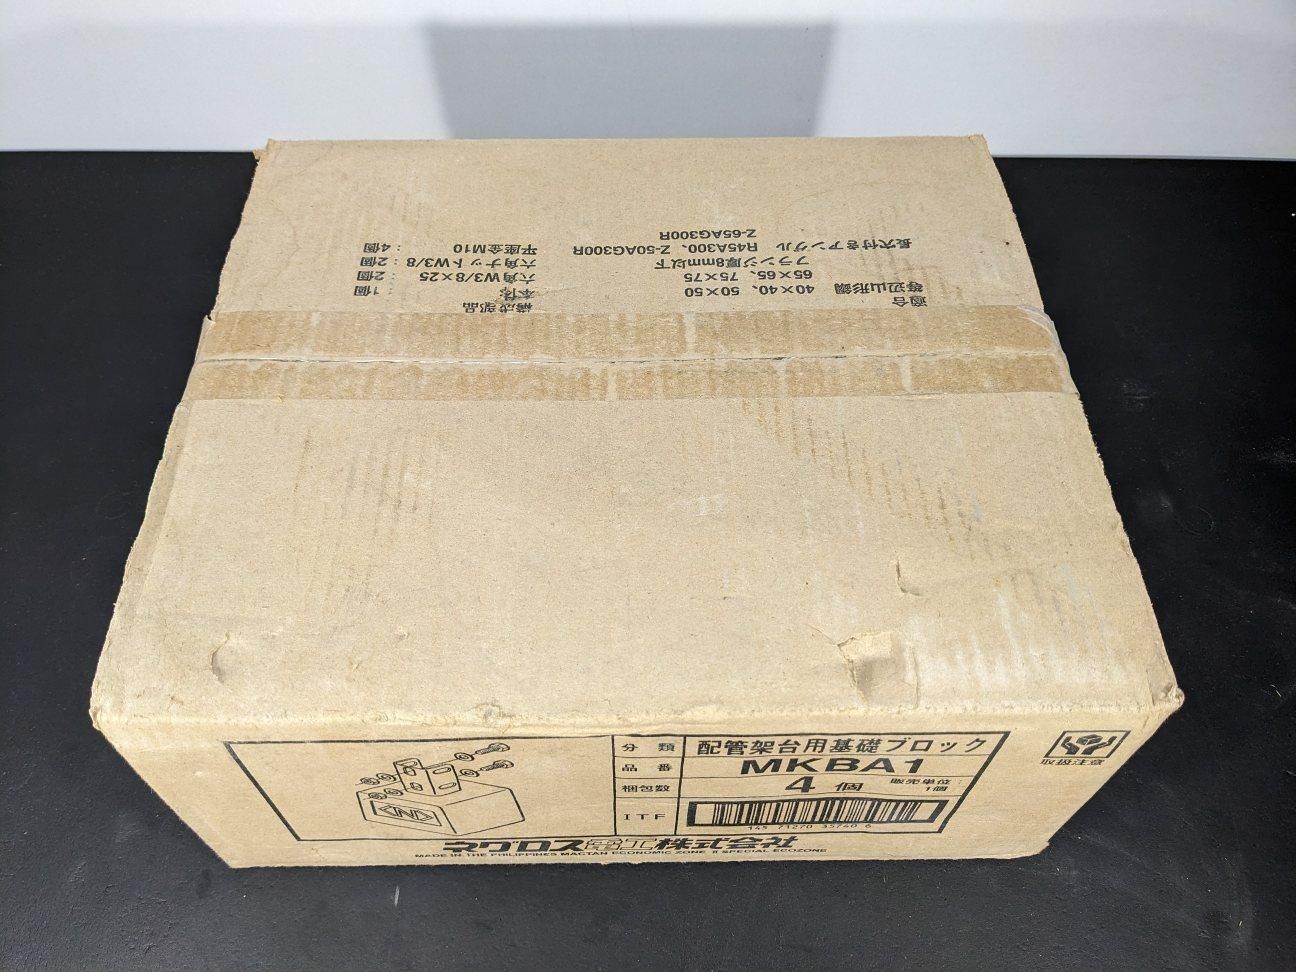 適合
等辺山形鋼 40×40、50×50
65×65、75×75
フランジ厚8mm以下
長穴付きアングル R45A300、Z-50AG300R
Z-65AG300R
構成部品
本体 : 1個
六角W3/8×25 : 2個
六角ナットW3/8 : 2個
平座金M10 : 4個
分類 配管架台用基礎ブロック
品番 MKBA1
梱包数 4個 販売単位:
1個
ITF
145 71270 35740 6
N
取扱注意
ネグロス電工株式会社
MADE IN THE PHILIPPINES MACTAN ECONOMIC ZONE II SPECIAL ECOZONE